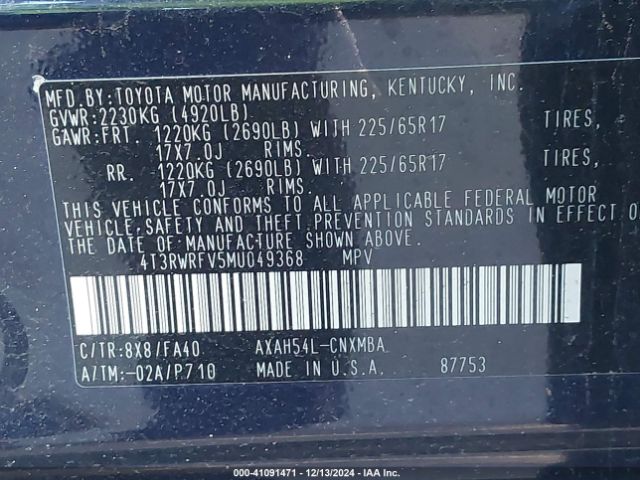 MFD.BY:TOYOTA MOTOR MANUFACTURING, KENTUCKY, INC.
GVWR:2230KG (4920LB)
GAWR:FRT. 1220KG (2690LB) WITH 225/65R17 TIRES,
17X7.0J RIMS.
RR. 1220KG (2690LB) WITH 225/65R17 TIRES,
17X7.0J RIMS.
THIS VEHICLE CONFORMS TO ALL APPLICABLE FEDERAL MOTOR
VEHICLE SAFETY AND THEFT PREVENTION STANDARDS IN EFFECT O
THE DATE OF MANUFACTURE SHOWN ABOVE.
4T3RWRFV5MU049368 MPV
C/TR:8X8/FA40 AXAH54L-CNXMBA
A/TM:-02A/P710 MADE IN U.S.A. 87753
000-41091471 - 12/13/2024 - IAA Inc.